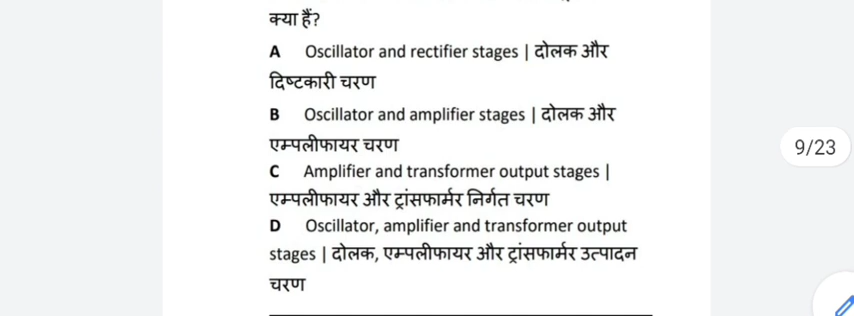 क्या हैं?
A Oscillator and rectifier stages | दोलक और
दिष्टकारी चरण
B Oscillator and amplifier stages | दोलक और
एम्पलीफायर चरण
9/23
C Amplifier and transformer output stages |
एम्पलीफायर और ट्रांसफार्मर निर्गत चरण
D Oscillator, amplifier and transformer output
stages | दोलक, एम्पलीफायर और ट्रांसफार्मर उत्पादन
चरण